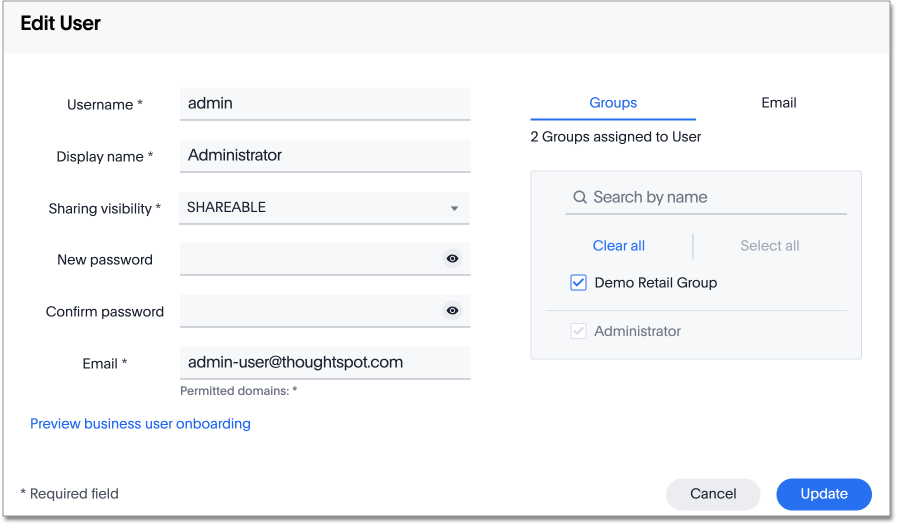 Edit User
Username *
admin
Display name *
Administrator
Sharing visibility *
SHAREABLE
New password
Confirm password
Email *
admin-user@thoughtspot.com
Permitted domains: *
Preview business user onboarding
Groups
Email
2 Groups assigned to User
Search by name
Clear all
Select all
Demo Retail Group
Administrator
* Required field
Cancel
Update